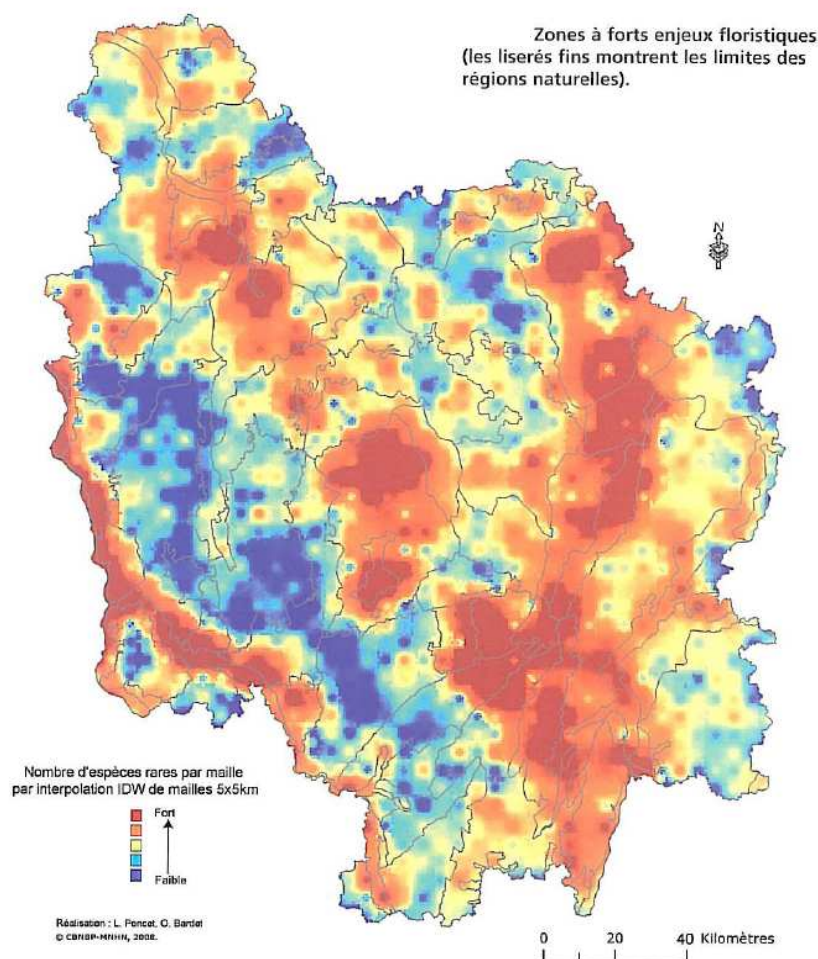 Zones à forts enjeux floristiques
(les liserés fins montrent les limites des
régions naturelles).
N
Nombre d'espèces rares par maille
par interpolation IDW de mailles 5x5km
Fort
Faible
Réalisation : L. Poncet, O. Bardet
© CBNBP-MNHN, 2008.
0 20 40 Kilomètres